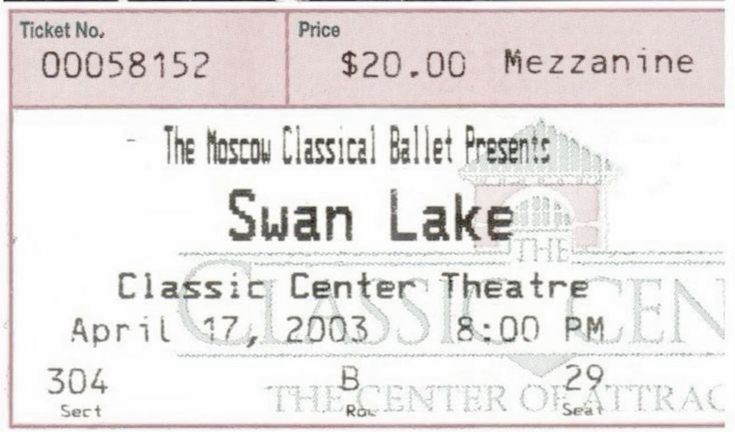 Ticket No. Price
00058152 $20.00 Mezzanine
The Moscow Classical Ballet Presents
Swan Lake
THE
Classic Center Theatre
CLASSIC CEN
April 17, 2003 8:00 PM
304 B 29
THE CENTER OF ATTRAC
Sect Row Seat